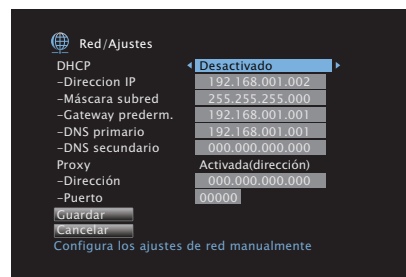 Red/Ajustes
DHCP Desactivado
–Direccion IP 192.168.001.002
–Máscara subred 255.255.255.000
–Gateway prederm. 192.168.001.001
–DNS primario 192.168.001.001
–DNS secundario 000.000.000.000
Proxy Activada(dirección)
–Dirección 000.000.000.000
–Puerto 00000
Guardar
Cancelar
Configura los ajustes de red manualmente